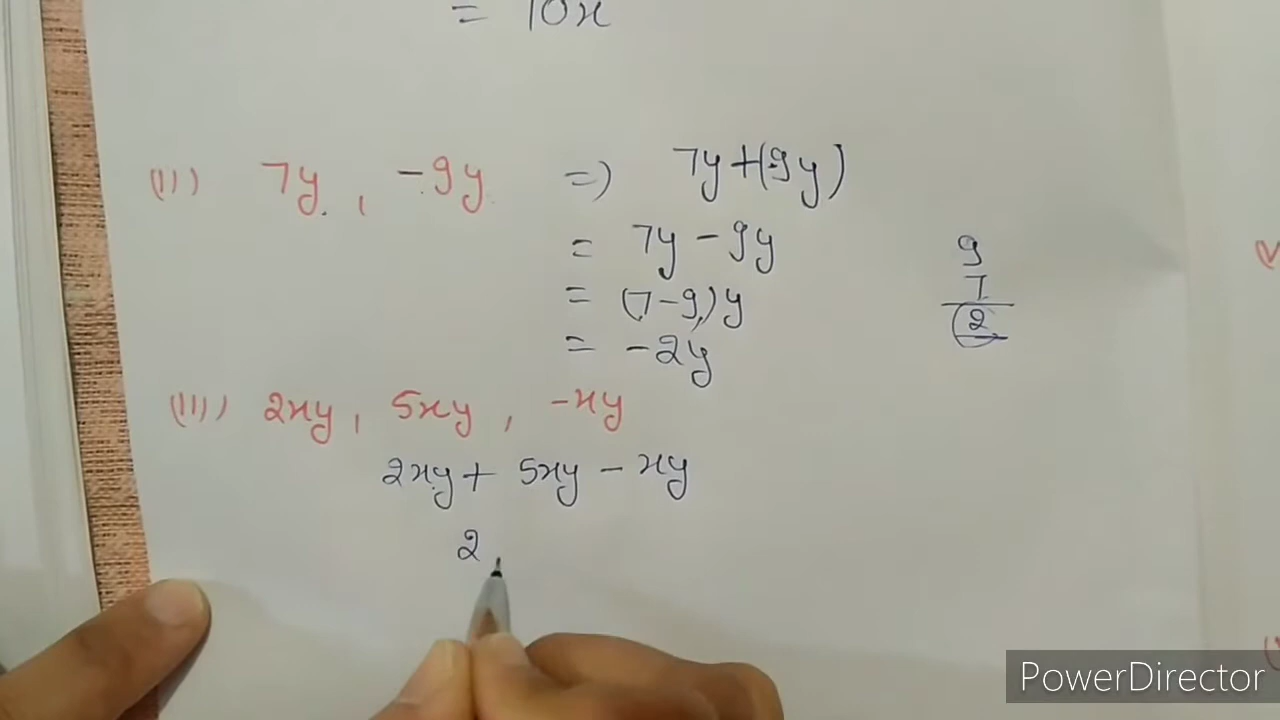 = 10x
(II) 7y, -9y => 7y+(-9y)
= 7y - 9y
= (7-9)y
= -2y
9
7
2
(III) 2xy, 5xy, -xy
2xy+ 5xy - xy
2
PowerDirector